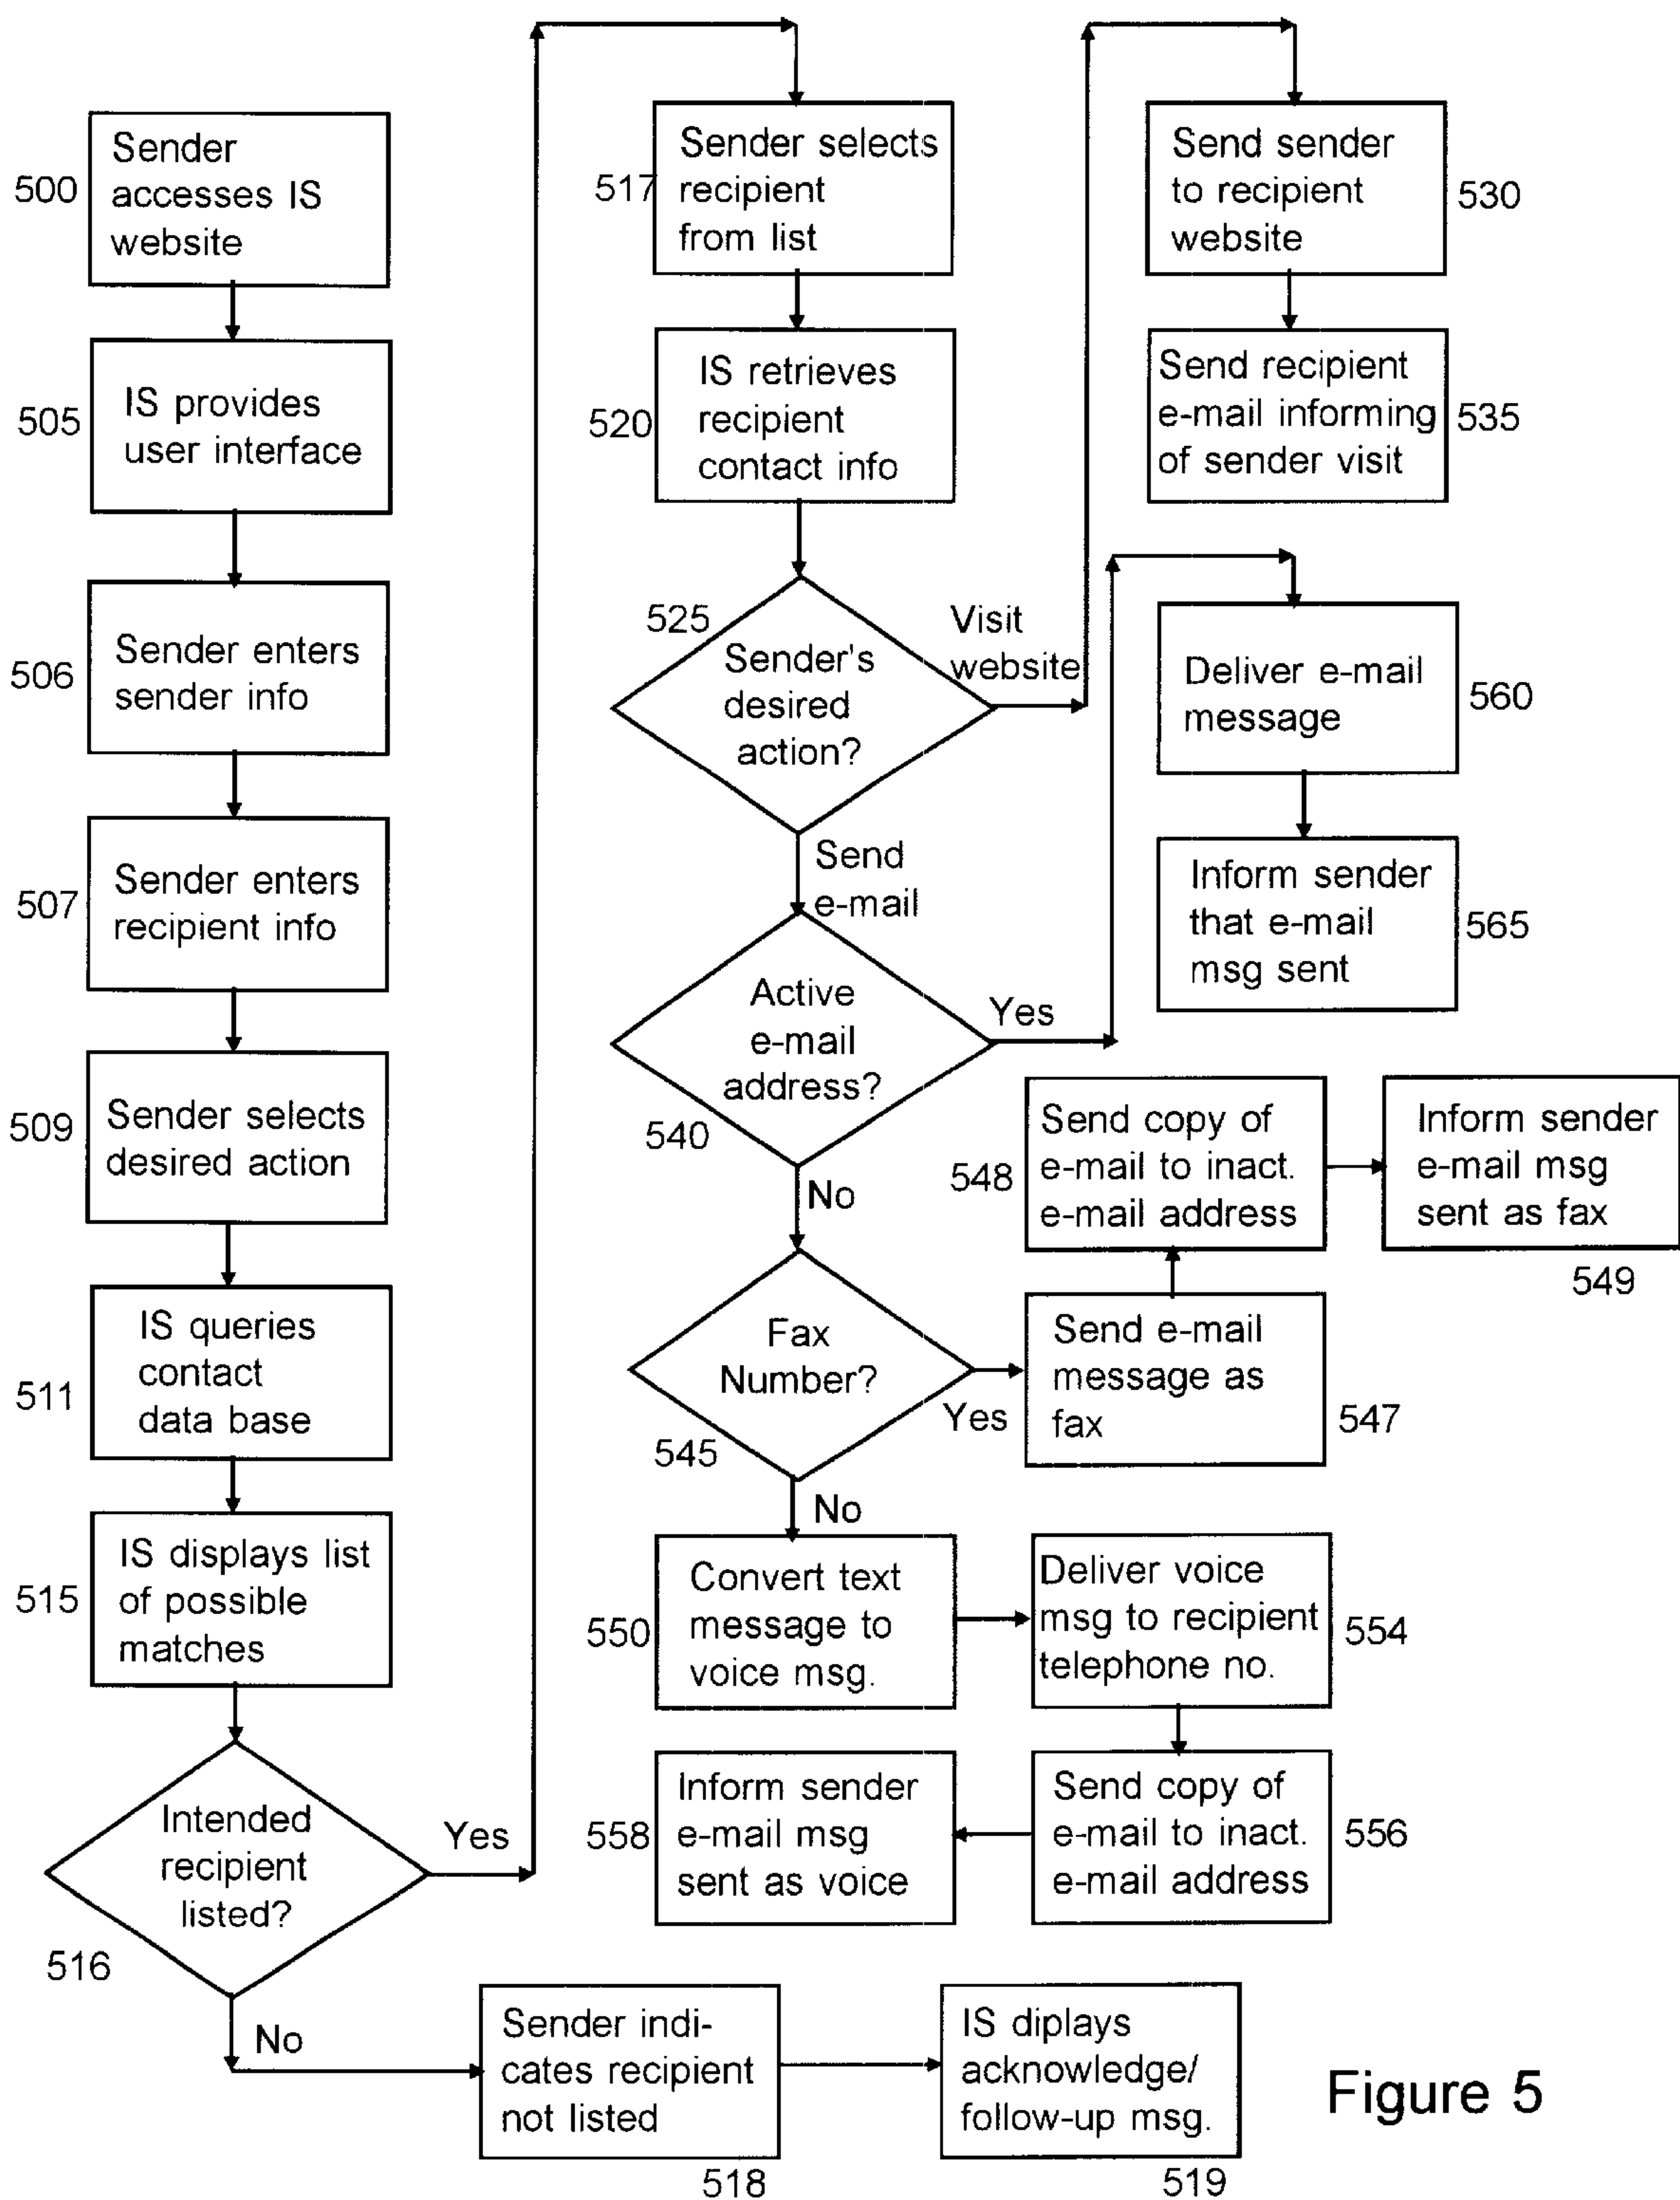 500
Sender
accesses IS
website
505
IS provides
user interface
506
Sender enters
sender info
507
Sender enters
recipient info
509
Sender selects
desired action
511
IS queries
contact
data base
515
IS displays list
of possible
matches
Intended
recipient
listed?
516
Yes
No
Sender indi-
cates recipient
not listed
518
IS diplays
acknowledge/
follow-up msg.
519
517
Sender selects
recipient
from list
520
IS retrieves
recipient
contact info
525
Sender's
desired
action?
Visit
website
Send
e-mail
Send sender
to recipient
website
530
Send recipient
e-mail informing
of sender visit
535
Active
e-mail
address?
540
Yes
No
Deliver e-mail
message
560
Inform sender
that e-mail
msg sent
565
Fax
Number?
545
Yes
No
Send e-mail
message as
fax
547
548
Send copy of
e-mail to inact.
e-mail address
Inform sender
e-mail msg
sent as fax
549
550
Convert text
message to
voice msg.
Deliver voice
msg to recipient
telephone no.
554
Send copy of
e-mail to inact.
e-mail address
556
558
Inform sender
e-mail msg
sent as voice
Figure 5